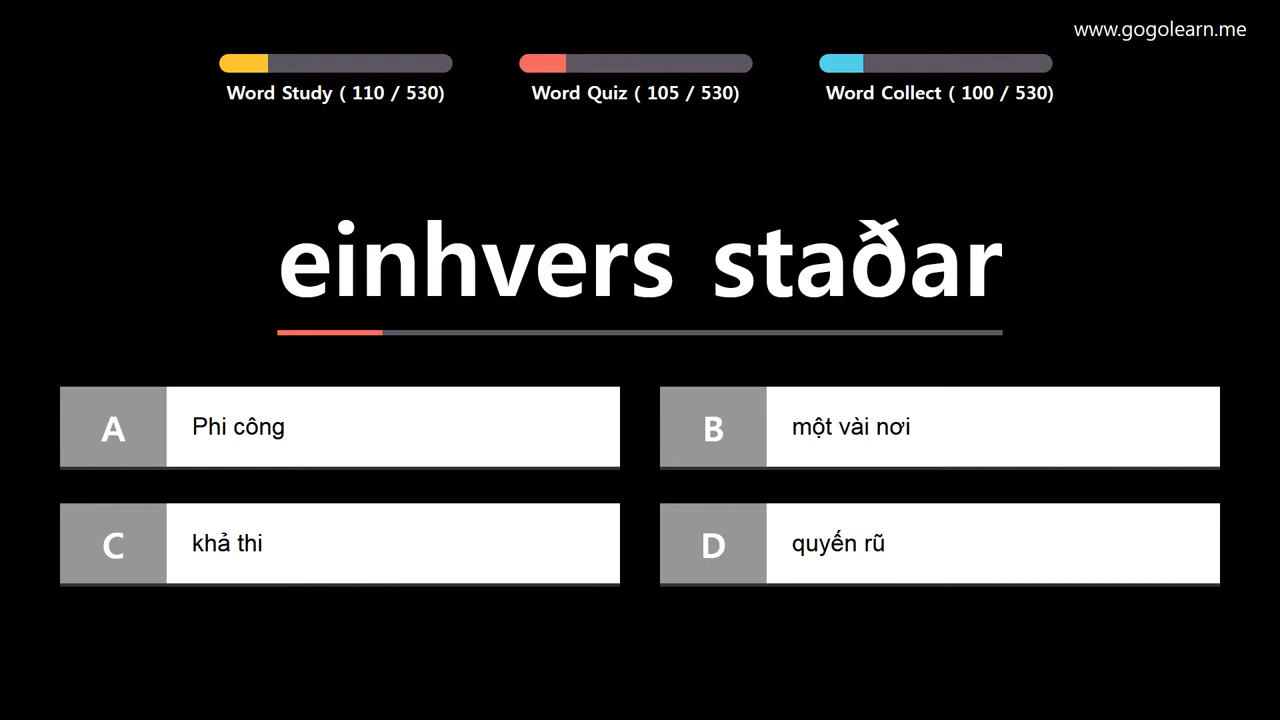 www.gogolearn.me
Word Study ( 110 / 530)
Word Quiz ( 105 / 530)
Word Collect ( 100 / 530)
einhvers staðar
A Phi công
B một vài nơi
C khả thi
D quyến rũ